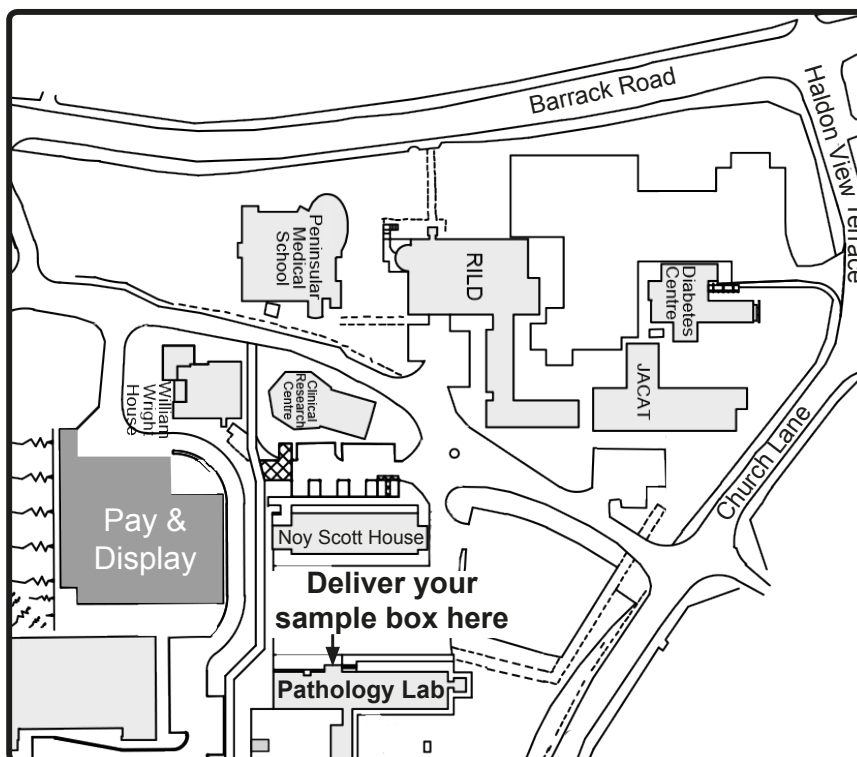 Barrack Road
Haldon View Terrace
Peninsular
Medical
School
RILD
Diabetes
Centre
JACAT
Clinical
Research
Centre
William
Wright
House
Church Lane
Pay &
Display
Noy Scott House
Deliver your
sample box here
Pathology Lab